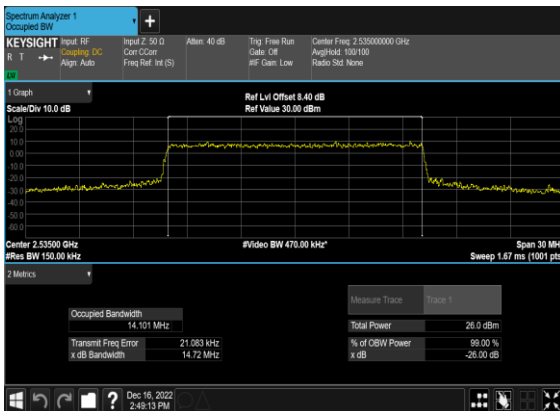 Spectrum Analyzer 1
Occupied BW
KEYSIGHT
R T
LV
Input: RF
Coupling: DC
Align: Auto
Input Z: 50 Ω
Corr CCorr
Freq Ref: Int (S)
Atten: 40 dB
Trig: Free Run
Gate: Off
#IF Gain: Low
Center Freq: 2.535000000 GHz
Avg|Hold: 100/100
Radio Std: None
1 Graph
Scale/Div 10.0 dB
Ref Lvl Offset 8.40 dB
Ref Value 30.00 dBm
Log
20.0
10.0
0.00
-10.0
-20.0
-30.0
-40.0
-50.0
-60.0
Center 2.53500 GHz
#Res BW 150.00 kHz
#Video BW 470.00 kHz*
Span 30 MH
Sweep 1.67 ms (1001 pts
2 Metrics
Measure Trace Trace 1
Occupied Bandwidth
14.101 MHz
Total Power 26.0 dBm
Transmit Freq Error 21.083 kHz
% of OBW Power 99.00 %
x dB Bandwidth 14.72 MHz
x dB -26.00 dB
?
Dec 16, 2022
2:49:13 PM